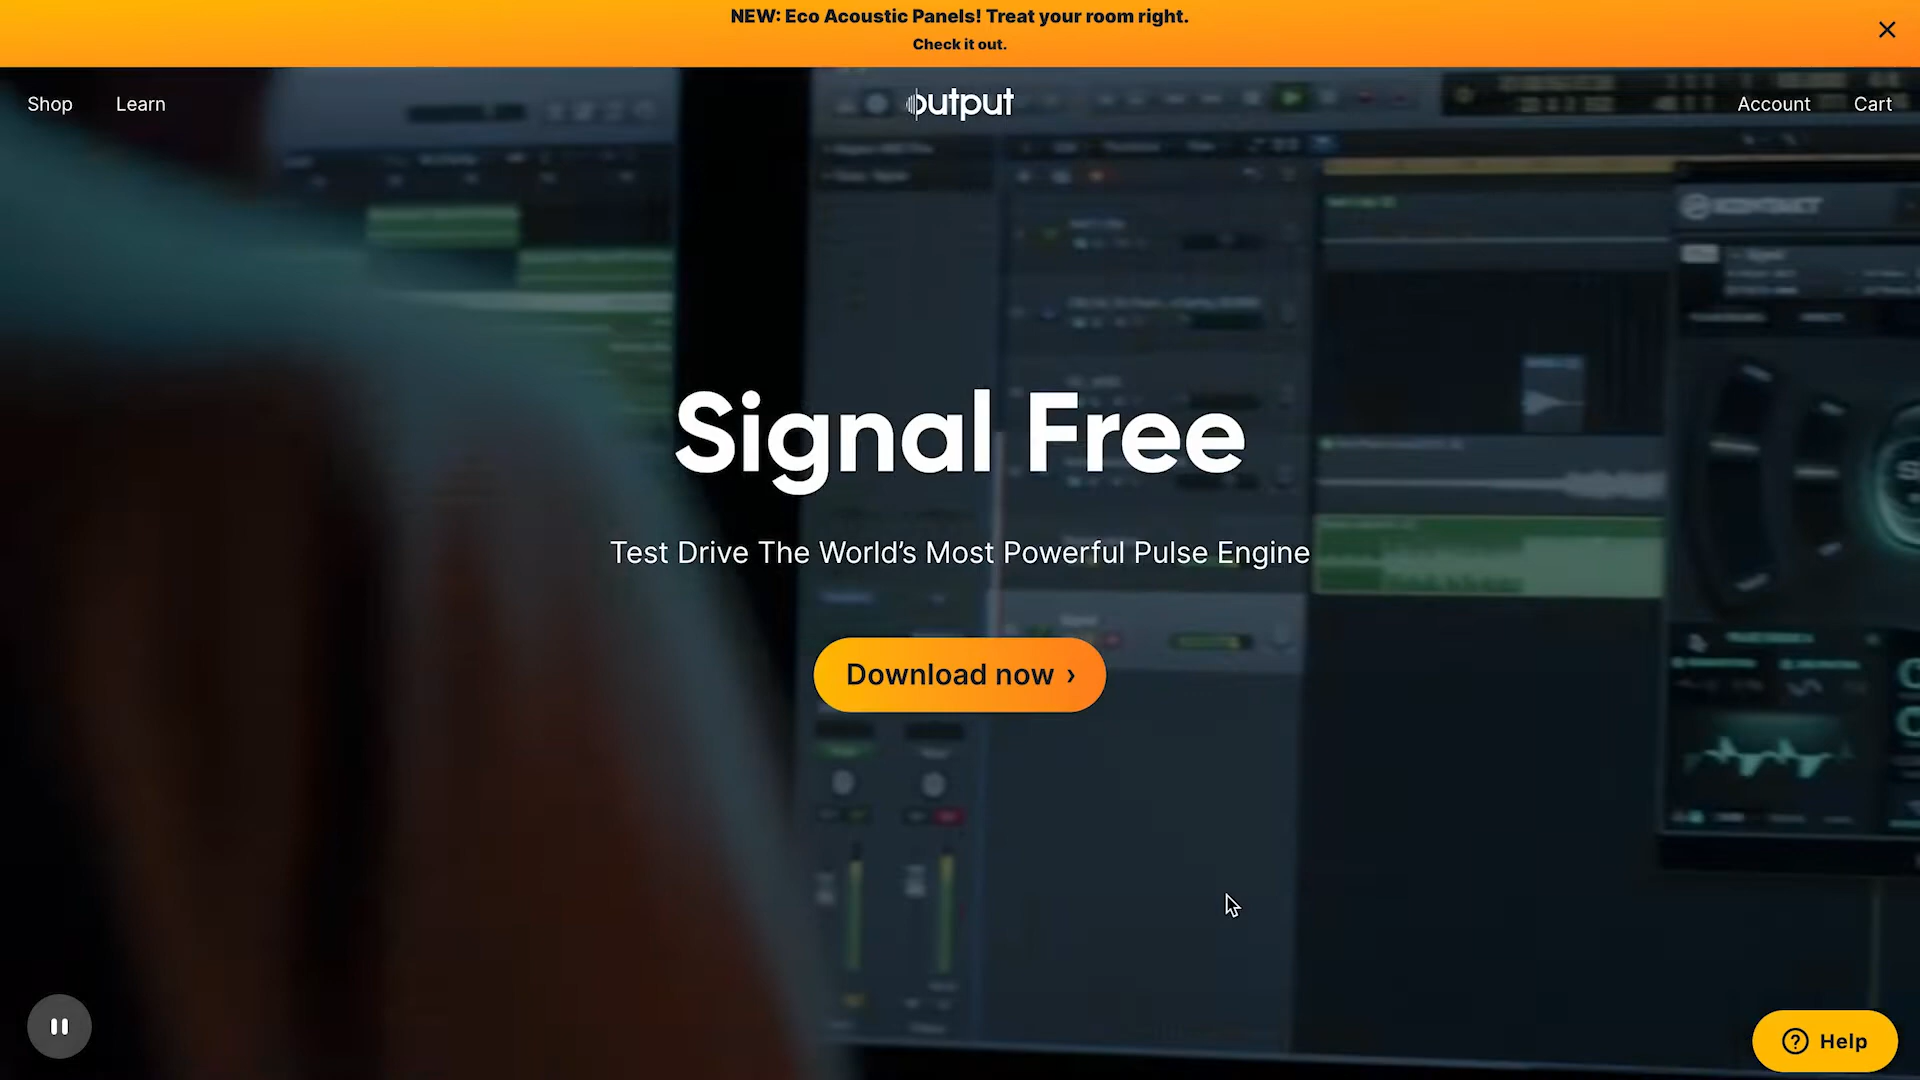 NEW: Eco Acoustic Panels! Treat your room right.
Check it out.
Shop
Learn
output
Account
Cart
Signal Free
Test Drive The World’s Most Powerful Pulse Engine
Download now ›
Help